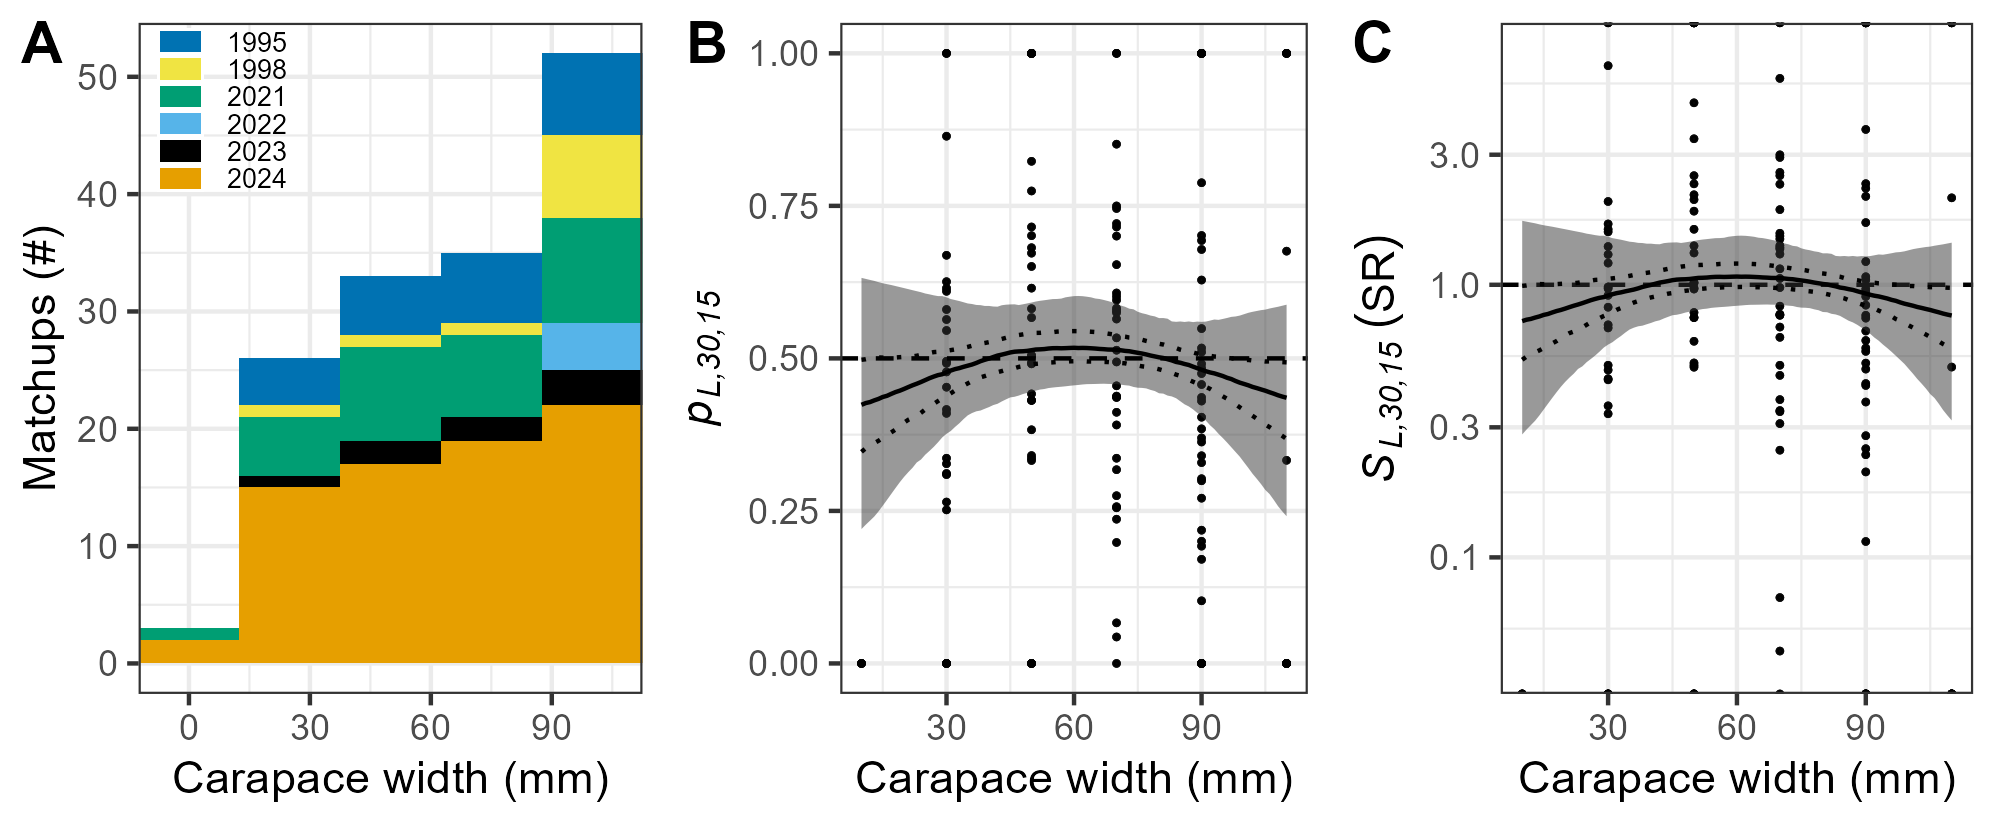 A
1995
1998
2021
2022
2023
2024
50
40
30
20
10
0
Matchups (#)
0 30 60 90
Carapace width (mm)
B
1.00
0.75
0.50
0.25
0.00
pL,30,15
30 60 90
Carapace width (mm)
C
3.0
1.0
0.3
0.1
SL,30,15 (SR)
30 60 90
Carapace width (mm)